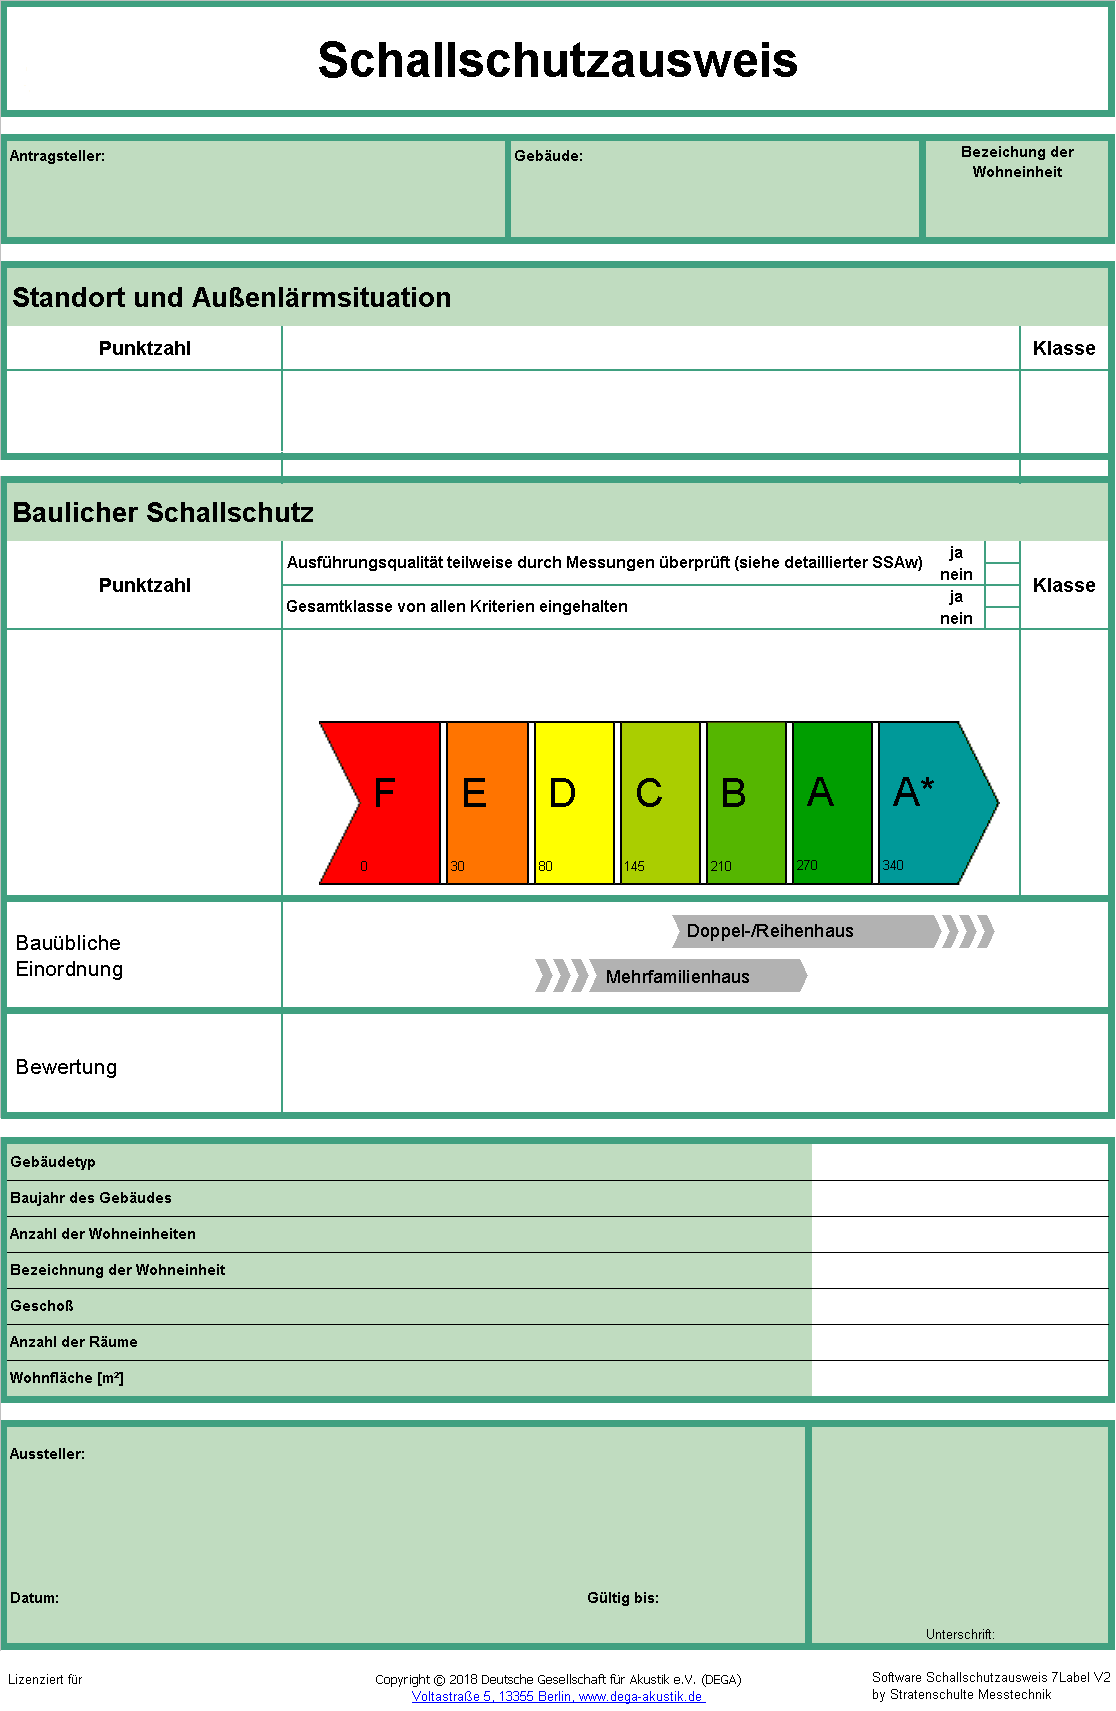 Schallschutzausweis
Antragsteller:
Gebäude:
Bezeichung der
Wohneinheit
Standort und Außenlärmsituation
Punktzahl
Klasse
Baulicher Schallschutz
Punktzahl
Ausführungsqualität teilweise durch Messungen überprüft (siehe detaillierter SSAw)
ja
nein
Gesamtklasse von allen Kriterien eingehalten
ja
nein
Klasse
F E D C B A A*
0 30 80 145 210 270 340
Bauübliche
Einordnung
Doppel-/Reihenhaus
Mehrfamilienhaus
Bewertung
Gebäudetyp
Baujahr des Gebäudes
Anzahl der Wohneinheiten
Bezeichnung der Wohneinheit
Geschoß
Anzahl der Räume
Wohnfläche [m²]
Aussteller:
Datum:
Gültig bis:
Unterschrift:
Lizenziert für
Copyright © 2018 Deutsche Gesellschaft für Akustik e.V. (DEGA)
Voltastraße 5, 13355 Berlin, www.dega-akustik.de
Software Schallschutzausweis 7Label V2
by Stratenschulte Messtechnik